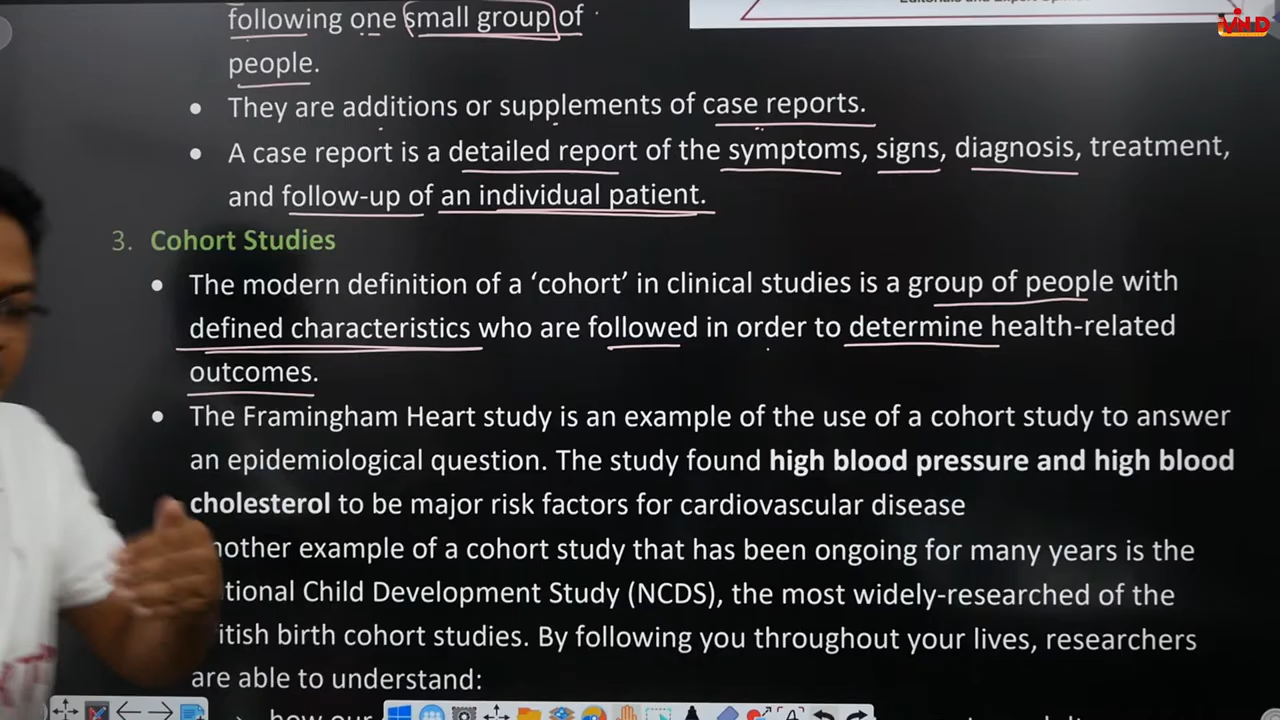 following one small group of
people.
• They are additions or supplements of case reports.
• A case report is a detailed report of the symptoms, signs, diagnosis, treatment,
and follow-up of an individual patient.
3. Cohort Studies
• The modern definition of a ‘cohort’ in clinical studies is a group of people with
defined characteristics who are followed in order to determine health-related
outcomes.
• The Framingham Heart study is an example of the use of a cohort study to answer
an epidemiological question. The study found high blood pressure and high blood
cholesterol to be major risk factors for cardiovascular disease
nother example of a cohort study that has been ongoing for many years is the
tional Child Development Study (NCDS), the most widely-researched of the
itish birth cohort studies. By following you throughout your lives, researchers
are able to understand: